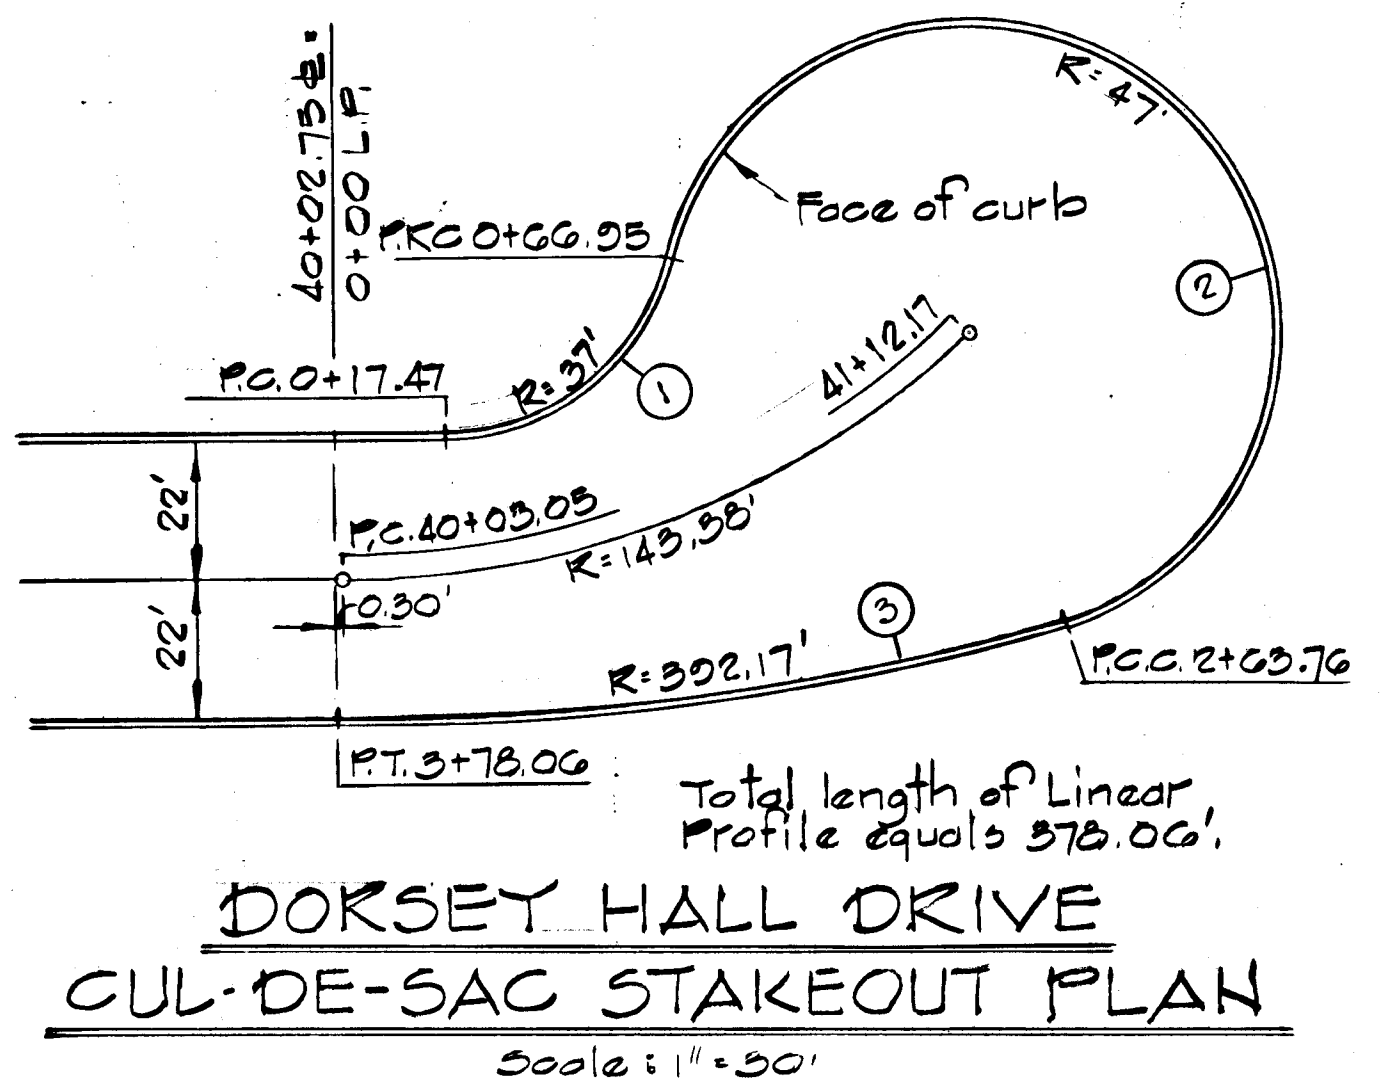 40+02.75 ℄ =
0+00 L.P.
R=47'
Face of curb
P.R.C. 0+66.95
2
P.C. 0+17.47
R=37'
1
41+12.17
22'
P.C. 40+03.05
R=143.38'
0.30'
22'
3
R=392.17'
P.C.C. 2+63.76
P.T. 3+78.06
Total length of Linear
Profile equals 378.06'.
DORSEY HALL DRIVE
CUL-DE-SAC STAKEOUT PLAN
Scale: 1"=30'